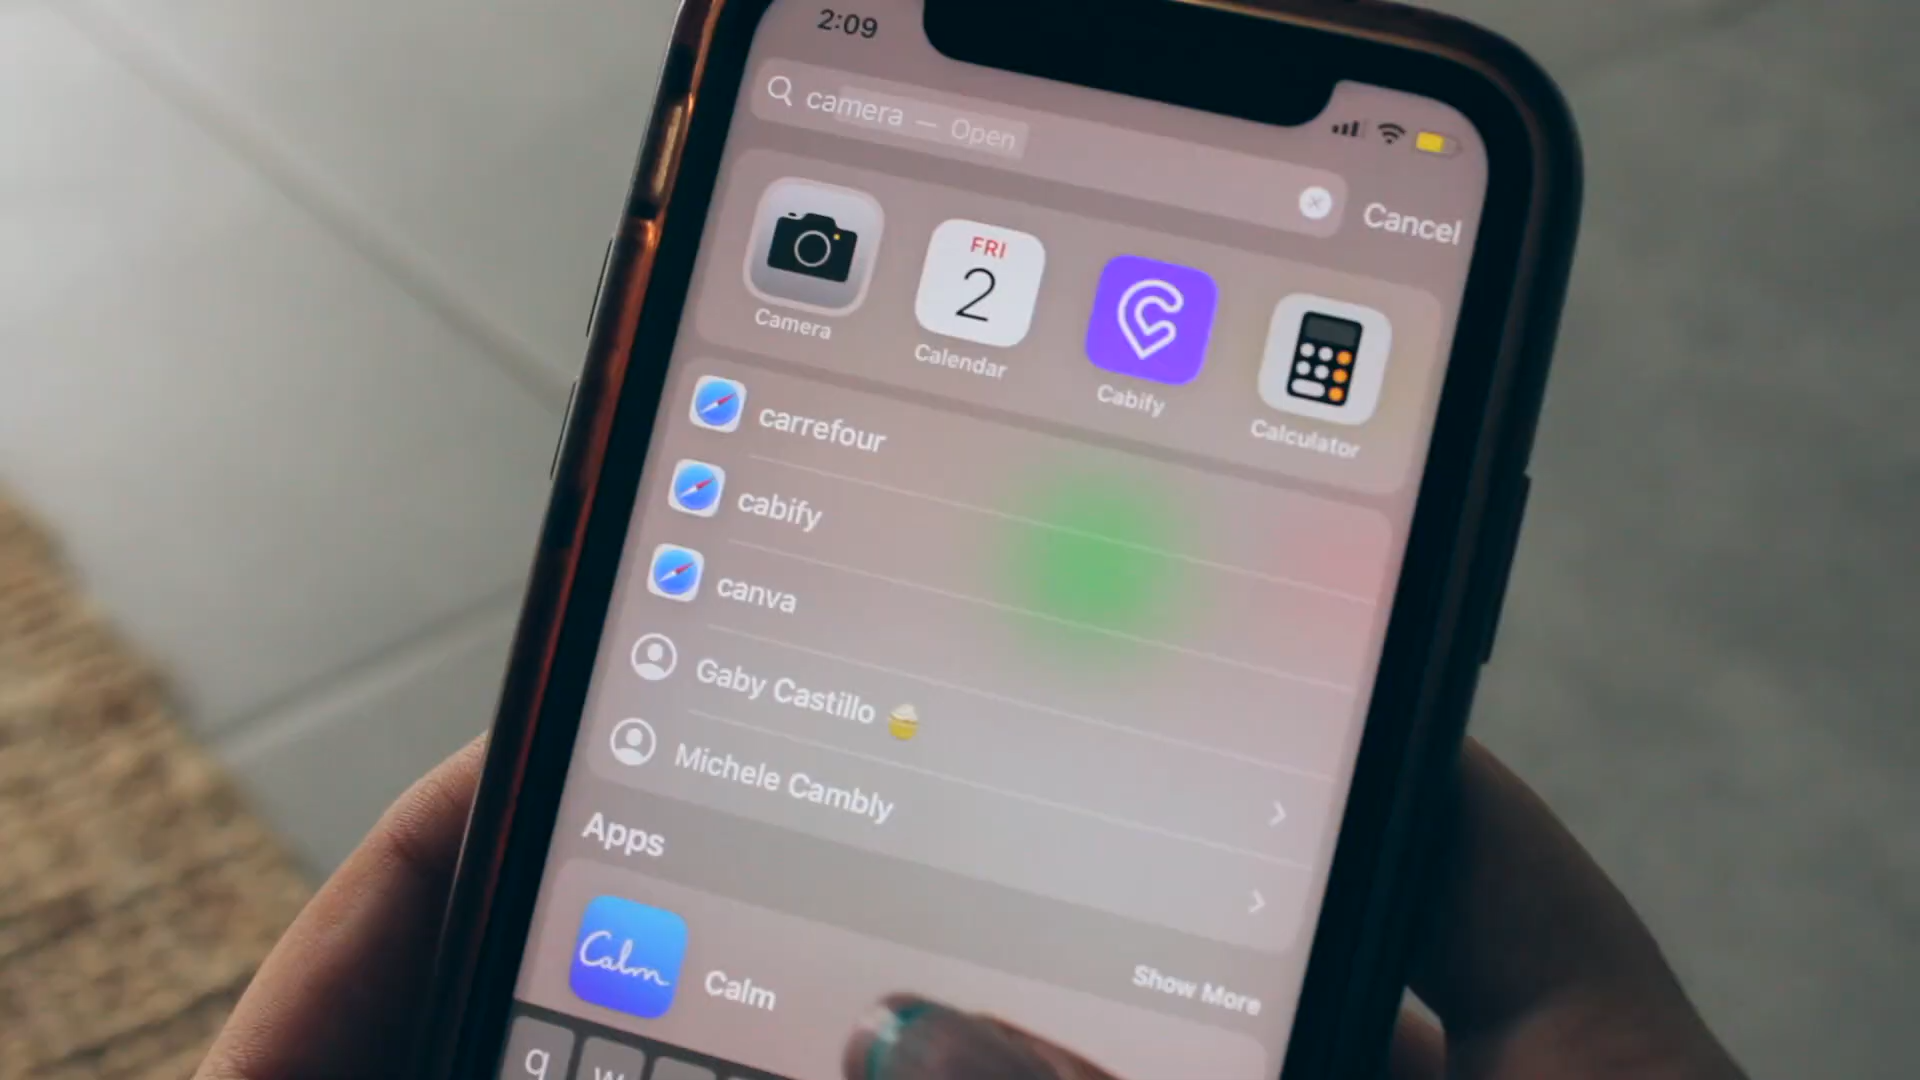 2:09
camera — Open
Cancel
FRI
2
Camera
Calendar
Cabify
Calculator
carrefour
cabify
canva
Gaby Castillo 🧁
Michele Cambly
Apps
Show More
Calm
Calm
q w